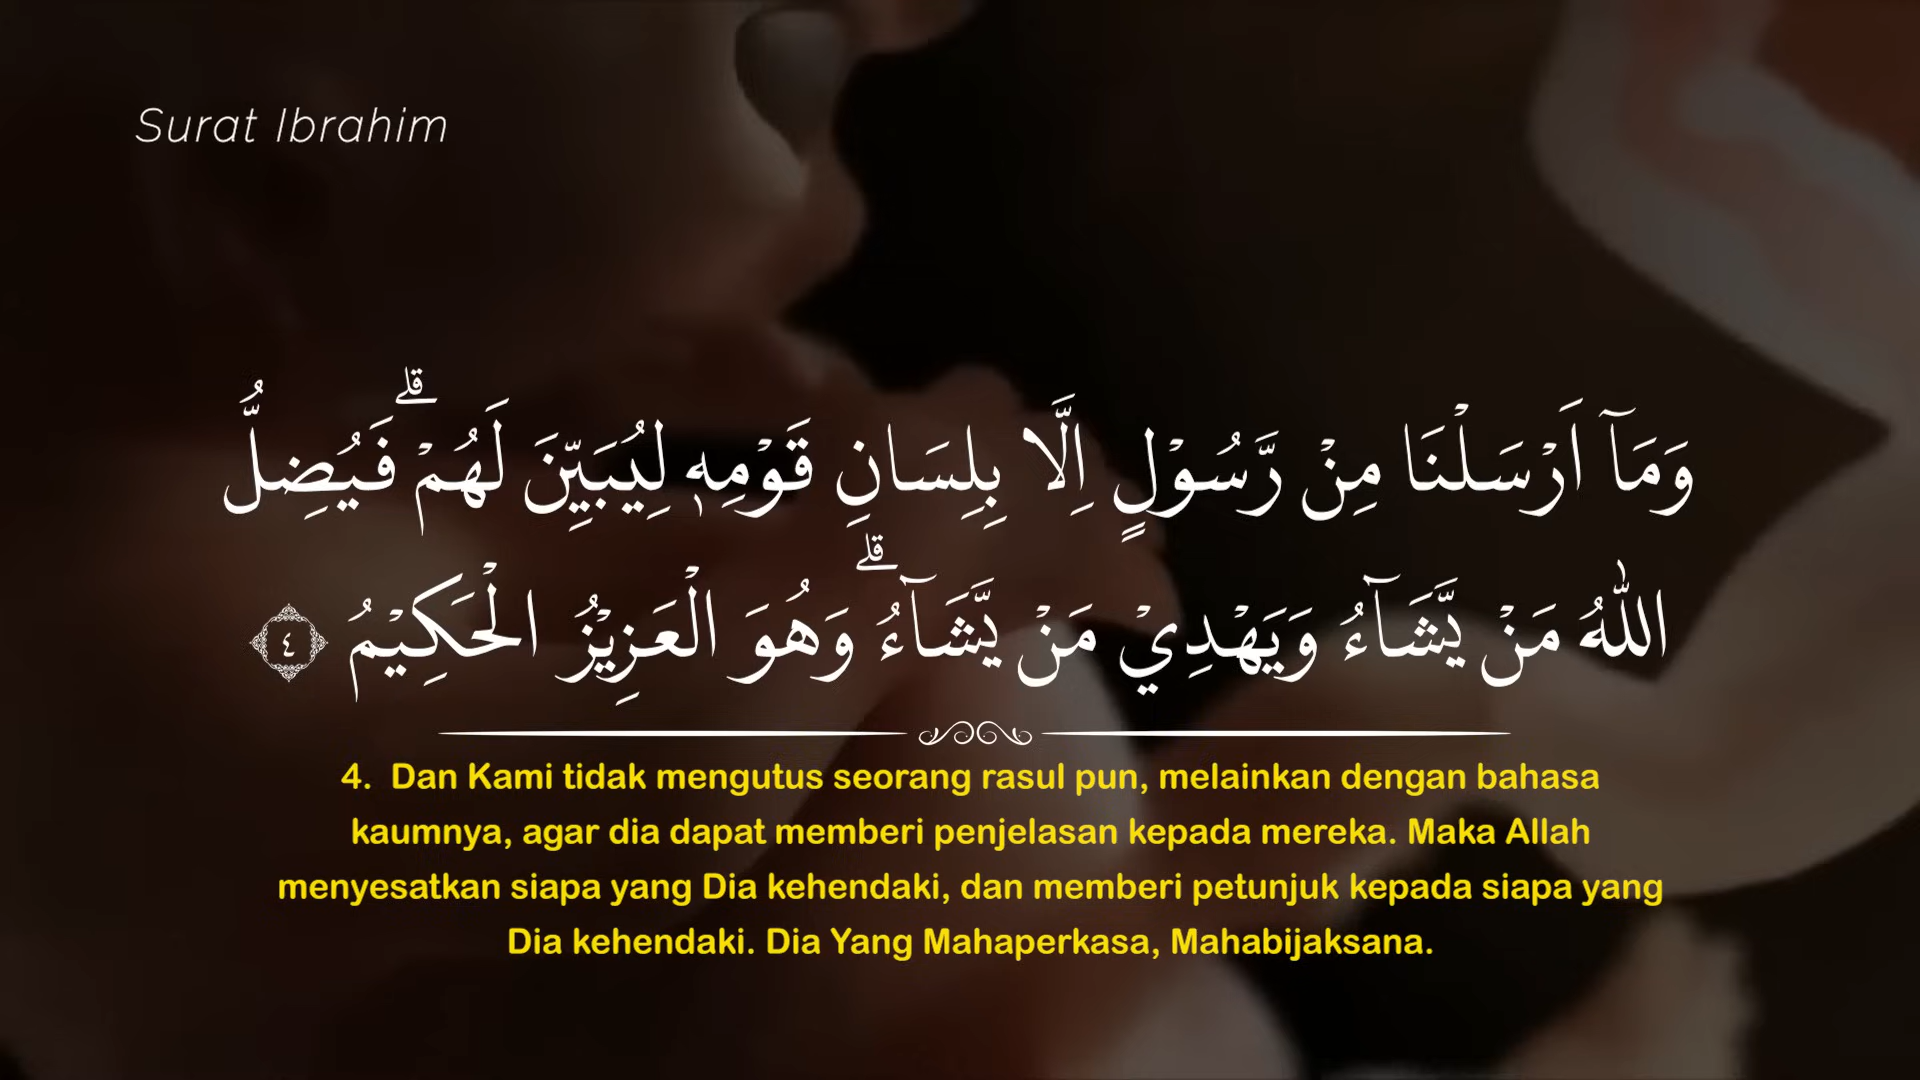 Surat Ibrahim
وَمَآ اَرْسَلْنَا مِنْ رَّسُوْلٍ اِلَّا بِلِسَانِ قَوْمِهٖ لِيُبَيِّنَ لَهُمْ ۗفَيُضِلُّ
اللّٰهُ مَنْ يَّشَاۤءُ وَيَهْدِيْ مَنْ يَّشَاۤءُ ۗوَهُوَ الْعَزِيْزُ الْحَكِيْمُ ٤
4. Dan Kami tidak mengutus seorang rasul pun, melainkan dengan bahasa
kaumnya, agar dia dapat memberi penjelasan kepada mereka. Maka Allah
menyesatkan siapa yang Dia kehendaki, dan memberi petunjuk kepada siapa yang
Dia kehendaki. Dia Yang Mahaperkasa, Mahabijaksana.